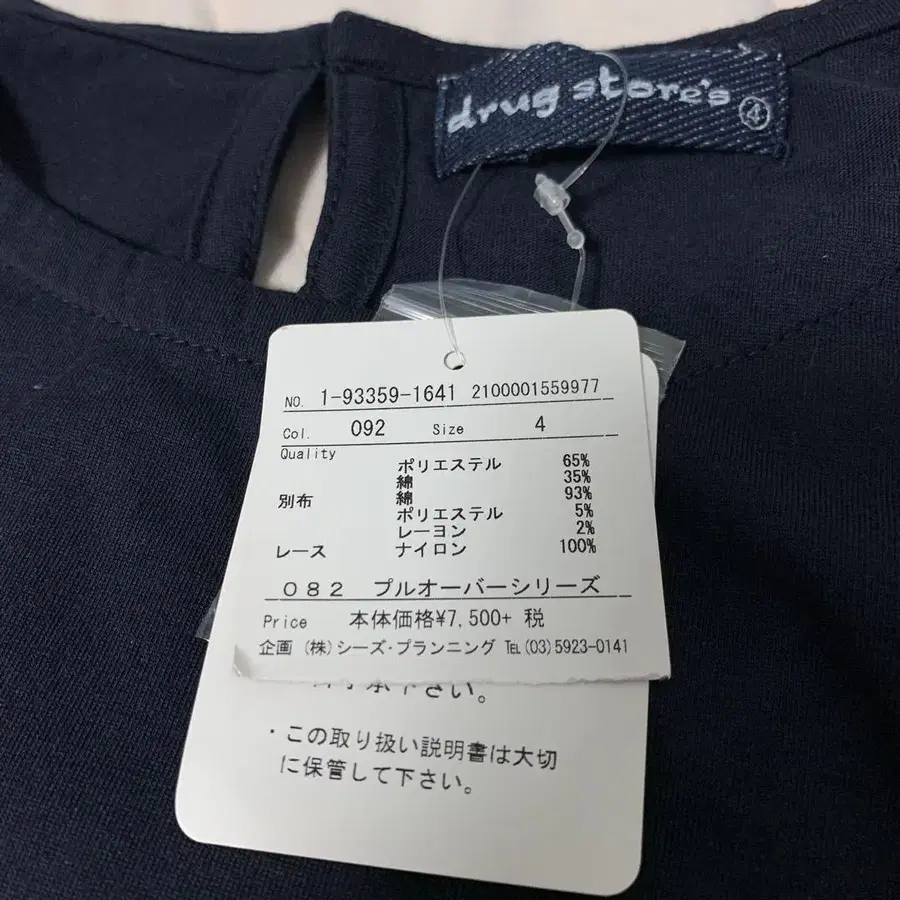 drug store's ④
NO. 1-93359-1641 2100001559977
Col. 092 Size 4
Quality
ポリエステル 65%
綿 35%
別布 綿 93%
ポリエステル 5%
レーヨン 2%
レース ナイロン 100%
082 プルオーバーシリーズ
Price 本体価格¥7,500+ 税
企画 (株)シーズ・プランニング TEL(03)5923-0141
下さい。
・この取り扱い説明書は大切
に保管して下さい。